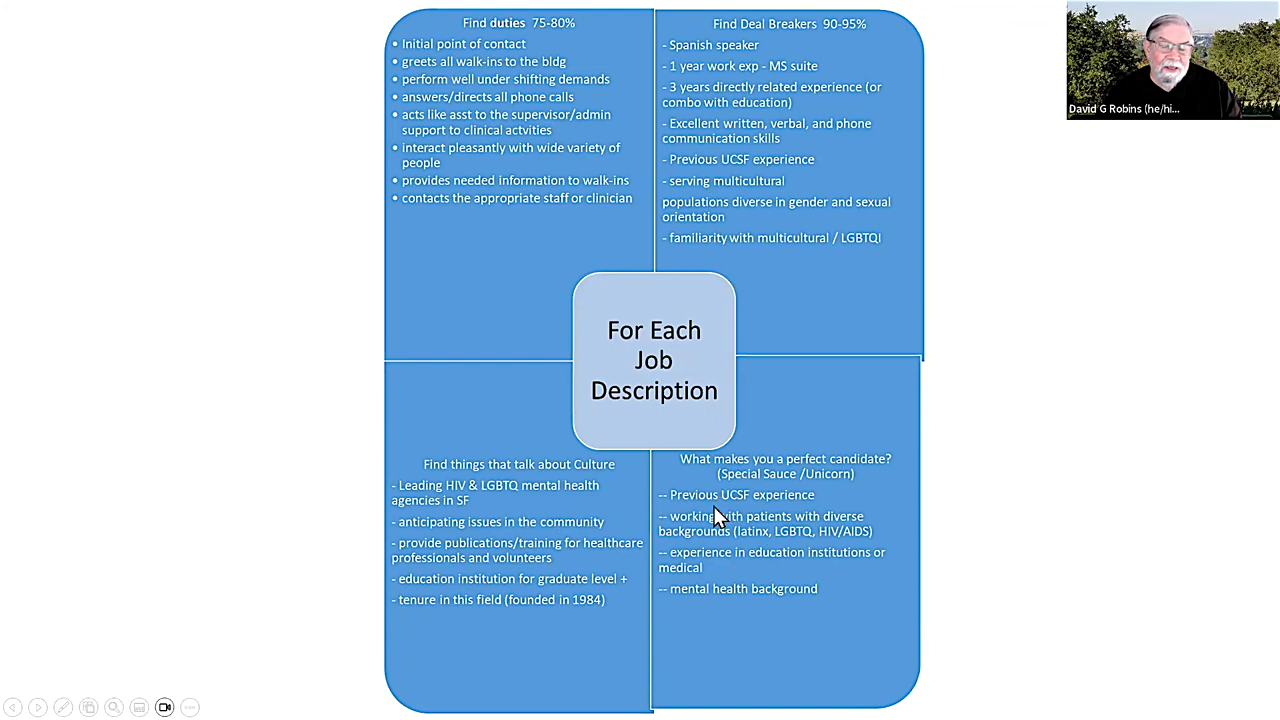 Find duties 75-80%
• Initial point of contact
• greets all walk-ins to the bldg
• perform well under shifting demands
• answers/directs all phone calls
• acts like asst to the supervisor/admin
support to clinical actvities
• interact pleasantly with wide variety of
people
• provides needed information to walk-ins
• contacts the appropriate staff or clinician
Find Deal Breakers 90-95%
- Spanish speaker
- 1 year work exp - MS suite
- 3 years directly related experience (or
combo with education)
- Excellent written, verbal, and phone
communication skills
- Previous UCSF experience
- serving multicultural
populations diverse in gender and sexual
orientation
- familiarity with multicultural / LGBTQI
For Each
Job
Description
Find things that talk about Culture
- Leading HIV & LGBTQ mental health
agencies in SF
- anticipating issues in the community
- provide publications/training for healthcare
professionals and volunteers
- education institution for graduate level +
- tenure in this field (founded in 1984)
What makes you a perfect candidate?
(Special Sauce /Unicorn)
-- Previous UCSF experience
-- working with patients with diverse
backgrounds (latinx, LGBTQ, HIV/AIDS)
-- experience in education institutions or
medical
-- mental health background
David G Robins (he/hi...